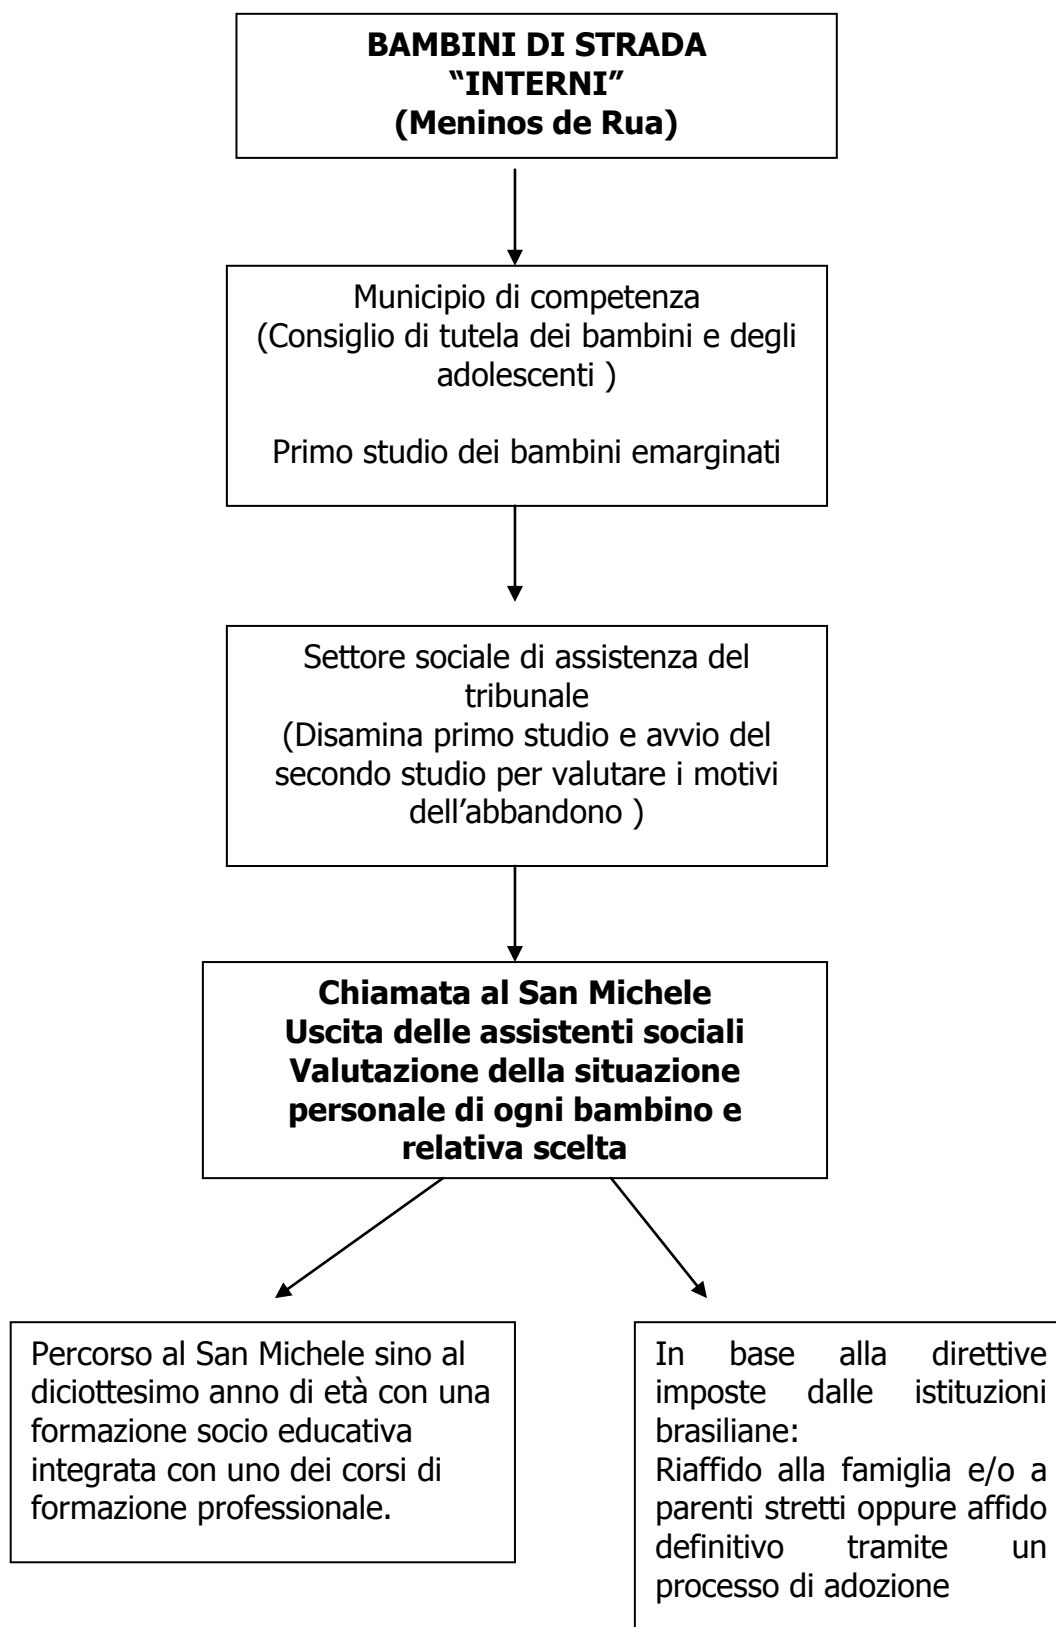 BAMBINI DI STRADA
“INTERNI”
(Meninos de Rua)
Municipio di competenza
(Consiglio di tutela dei bambini e degli
adolescenti )
Primo studio dei bambini emarginati
Settore sociale di assistenza del
tribunale
(Disamina primo studio e avvio del
secondo studio per valutare i motivi
dell’abbandono )
Chiamata al San Michele
Uscita delle assistenti sociali
Valutazione della situazione
personale di ogni bambino e
relativa scelta
Percorso al San Michele sino al
diciottesimo anno di età con una
formazione socio educativa
integrata con uno dei corsi di
formazione professionale.
In base alla direttive
imposte dalle istituzioni
brasiliane:
Riaffido alla famiglia e/o a
parenti stretti oppure affido
definitivo tramite un
processo di adozione